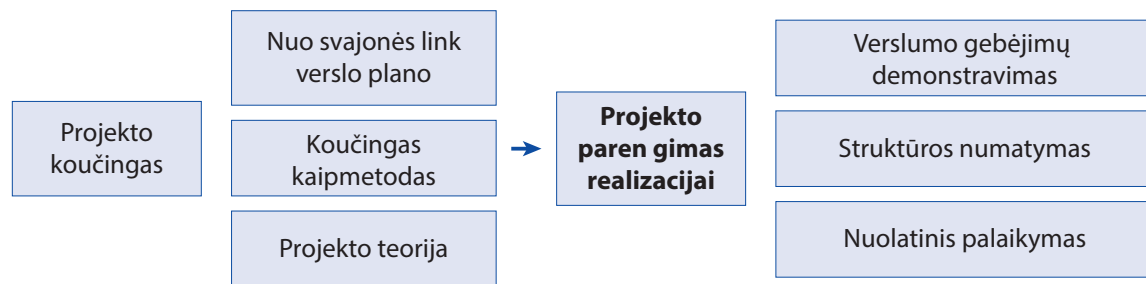 Projekto
koučingas
Nuo svajonės link
verslo plano
Koučingas
kaipmetodas
Projekto teorija
Projekto
paren gimas
realizacijai
Verslumo gebėjimų
demonstravimas
Struktūros numatymas
Nuolatinis palaikymas